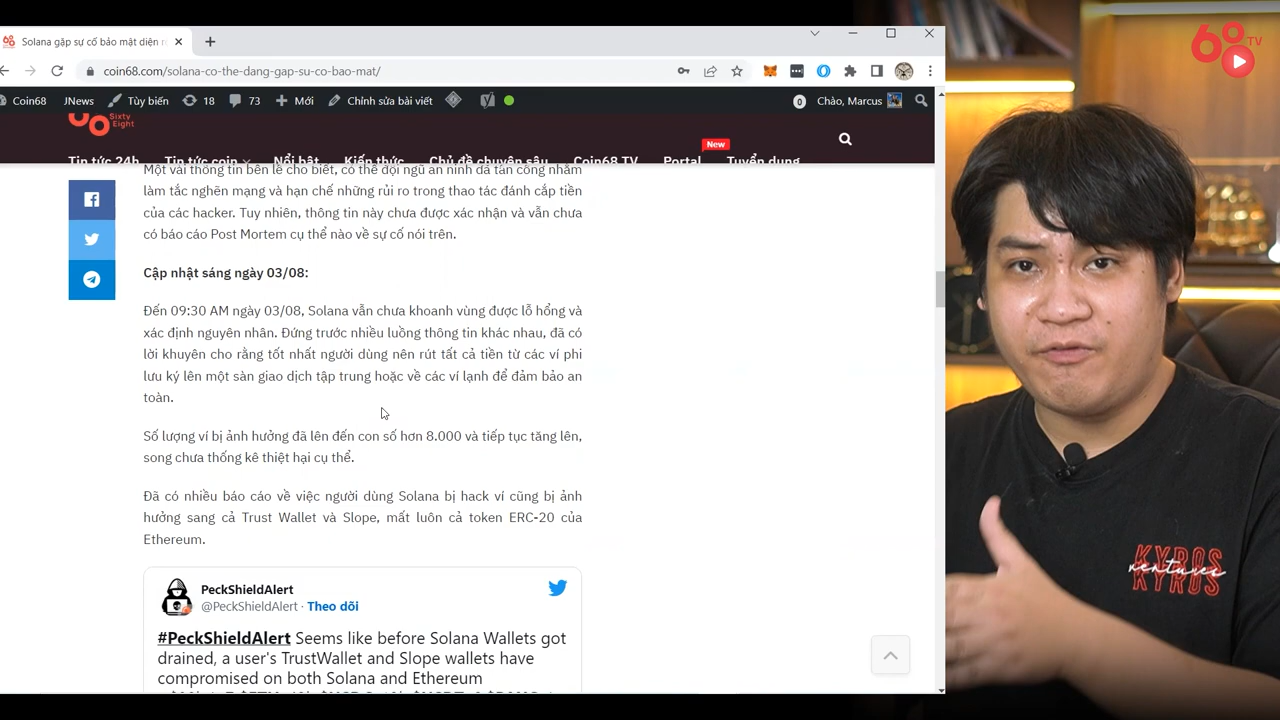 Solana gặp sự cố bảo mật diện r
68
TV
coin68.com/solana-co-the-dang-gap-su-co-bao-mat/
Coin68 JNews Tùy biến 18 73 Mới Chỉnh sửa bài viết 0 Chào, Marcus
Sixty
Eight
New
Tin tức 24h Tin tức coin Nổi bật Kiến thức Chủ đề chuyên sâu Coin68 TV Portal Tuyển dụng
Một vài thông tin bên lề cho biết, có thể đội ngũ an ninh đã tấn công nhằm
làm tắc nghẽn mạng và hạn chế những rủi ro trong thao tác đánh cắp tiền
của các hacker. Tuy nhiên, thông tin này chưa được xác nhận và vẫn chưa
có báo cáo Post Mortem cụ thể nào về sự cố nói trên.
Cập nhật sáng ngày 03/08:
Đến 09:30 AM ngày 03/08, Solana vẫn chưa khoanh vùng được lỗ hổng và
xác định nguyên nhân. Đứng trước nhiều luồng thông tin khác nhau, đã có
lời khuyên cho rằng tốt nhất người dùng nên rút tất cả tiền từ các ví phi
lưu ký lên một sàn giao dịch tập trung hoặc về các ví lạnh để đảm bảo an
toàn.
Số lượng ví bị ảnh hưởng đã lên đến con số hơn 8.000 và tiếp tục tăng lên,
song chưa thống kê thiệt hại cụ thể.
Đã có nhiều báo cáo về việc người dùng Solana bị hack ví cũng bị ảnh
hưởng sang cả Trust Wallet và Slope, mất luôn cả token ERC-20 của
Ethereum.
PeckShieldAlert
@PeckShieldAlert · Theo dõi
#PeckShieldAlert Seems like before Solana Wallets got
drained, a user's TrustWallet and Slope wallets have
compromised on both Solana and Ethereum
KYROS
ventures
KYROS